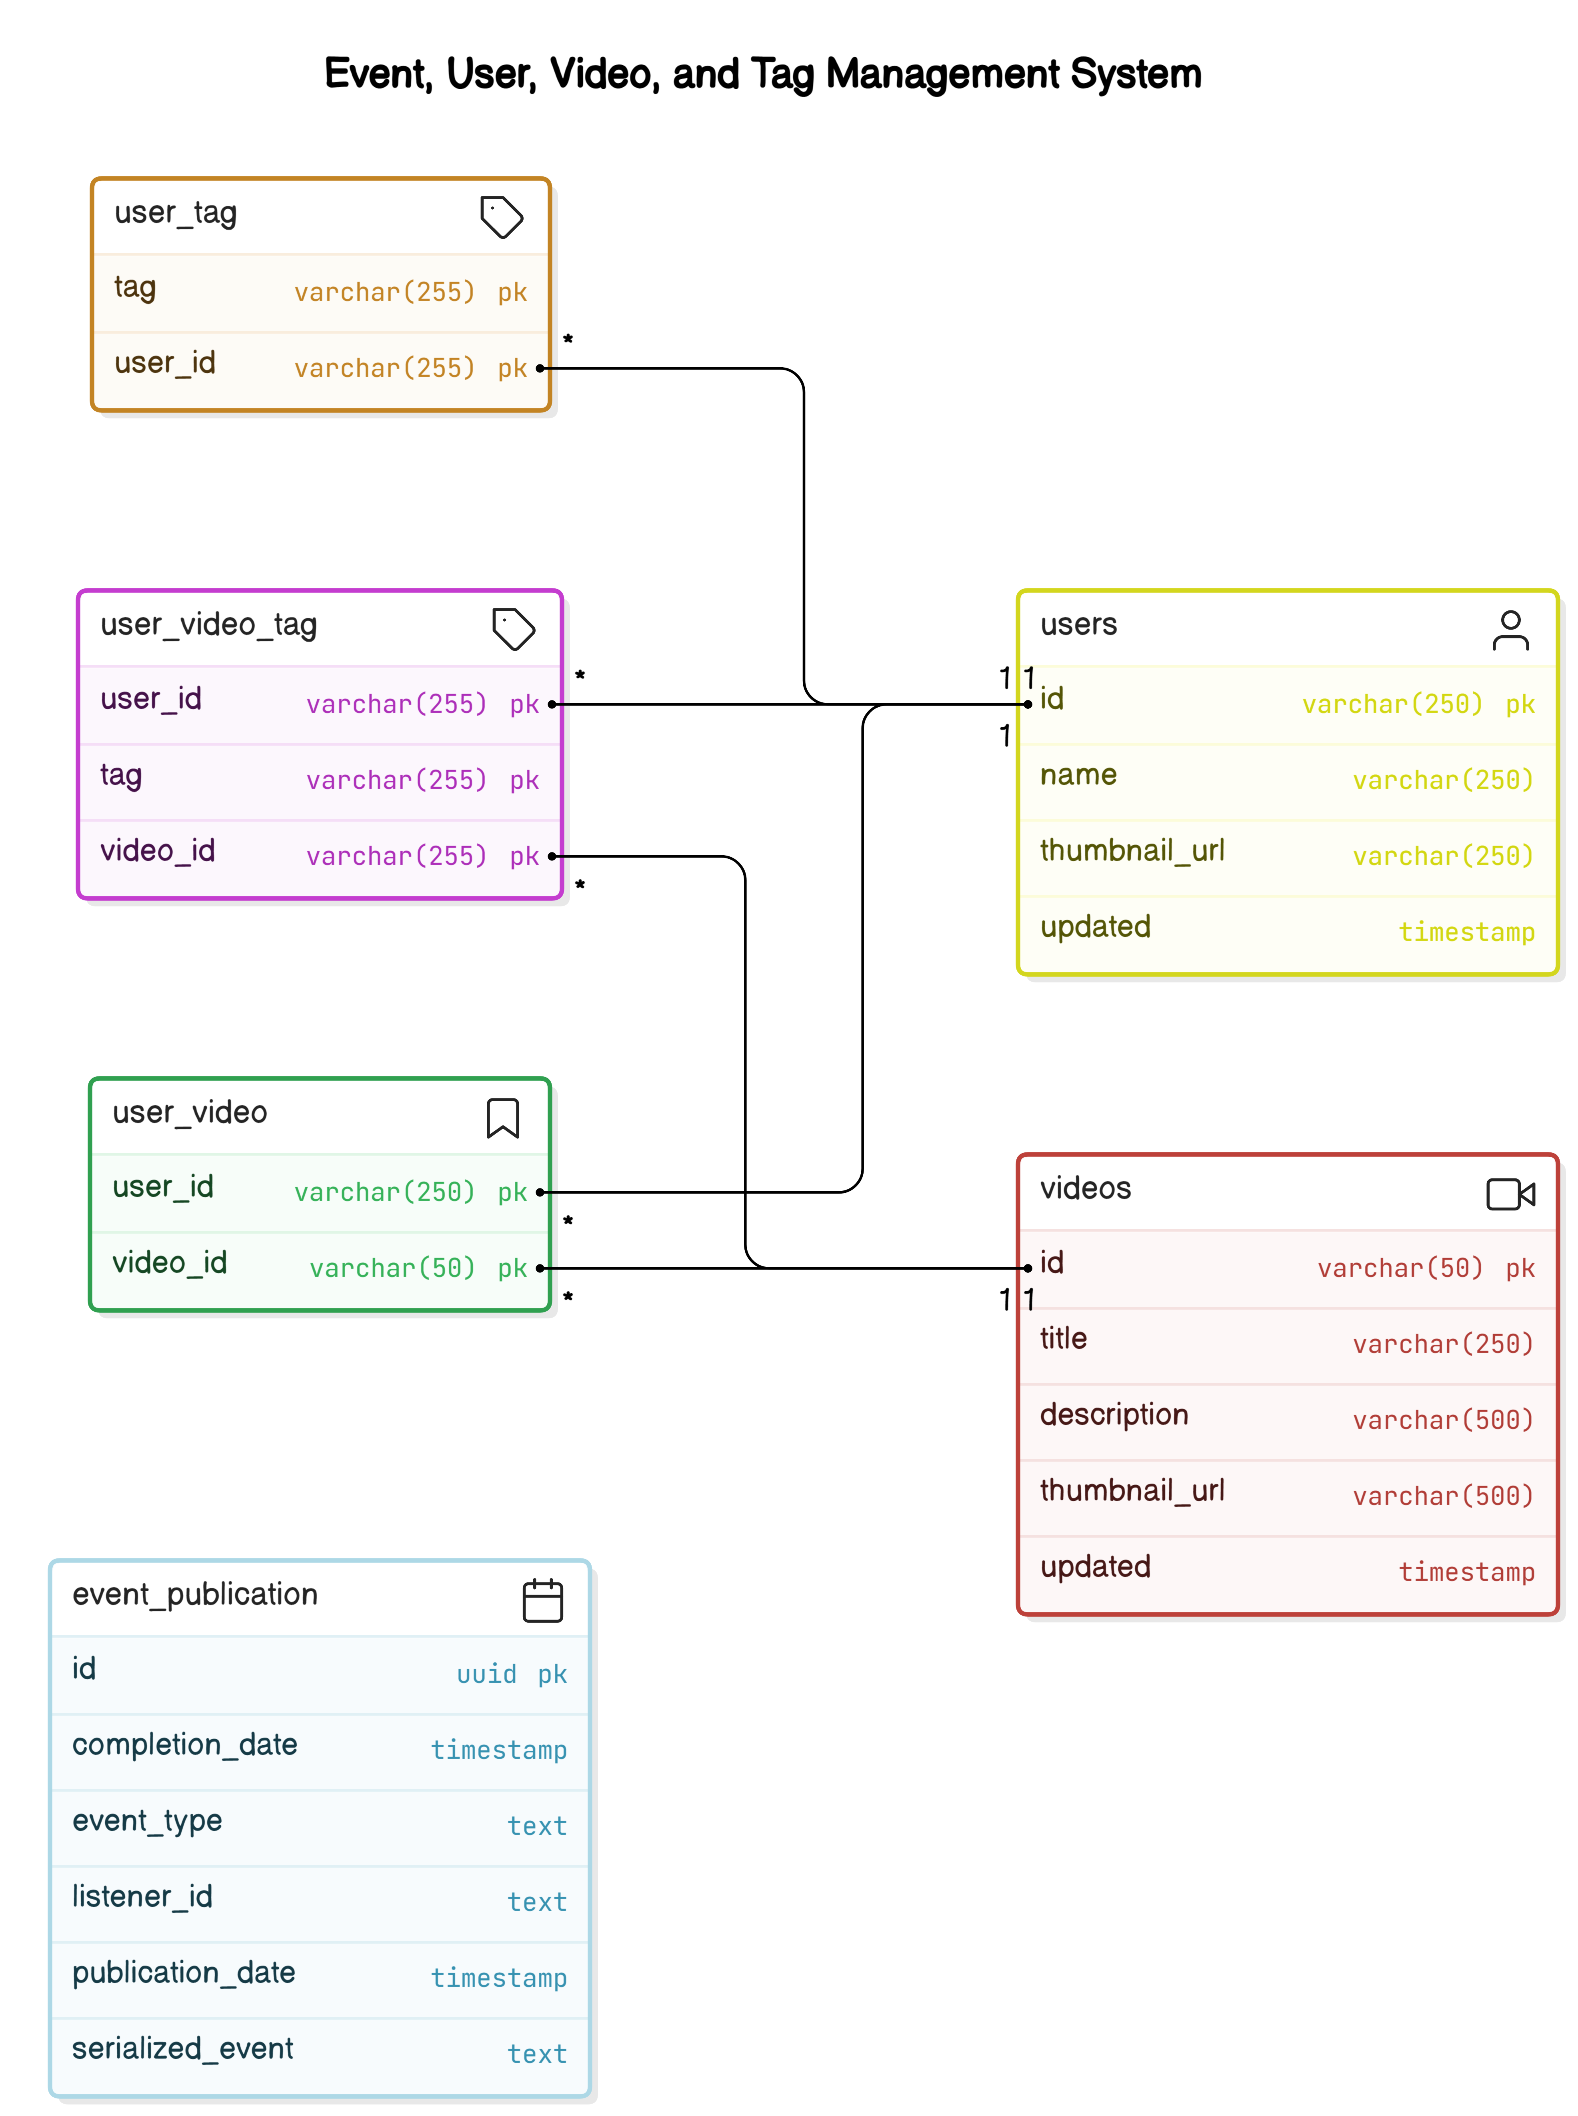 Event, User, Video, and Tag Management System
user_tag
tag varchar(255) pk
user_id varchar(255) pk
*
user_video_tag
user_id varchar(255) pk
*
tag varchar(255) pk
video_id varchar(255) pk
*
users
1 1
id varchar(250) pk
1
name varchar(250)
thumbnail_url varchar(250)
updated timestamp
user_video
user_id varchar(250) pk
*
video_id varchar(50) pk
*
videos
id varchar(50) pk
1 1
title varchar(250)
description varchar(500)
thumbnail_url varchar(500)
updated timestamp
event_publication
id uuid pk
completion_date timestamp
event_type text
listener_id text
publication_date timestamp
serialized_event text